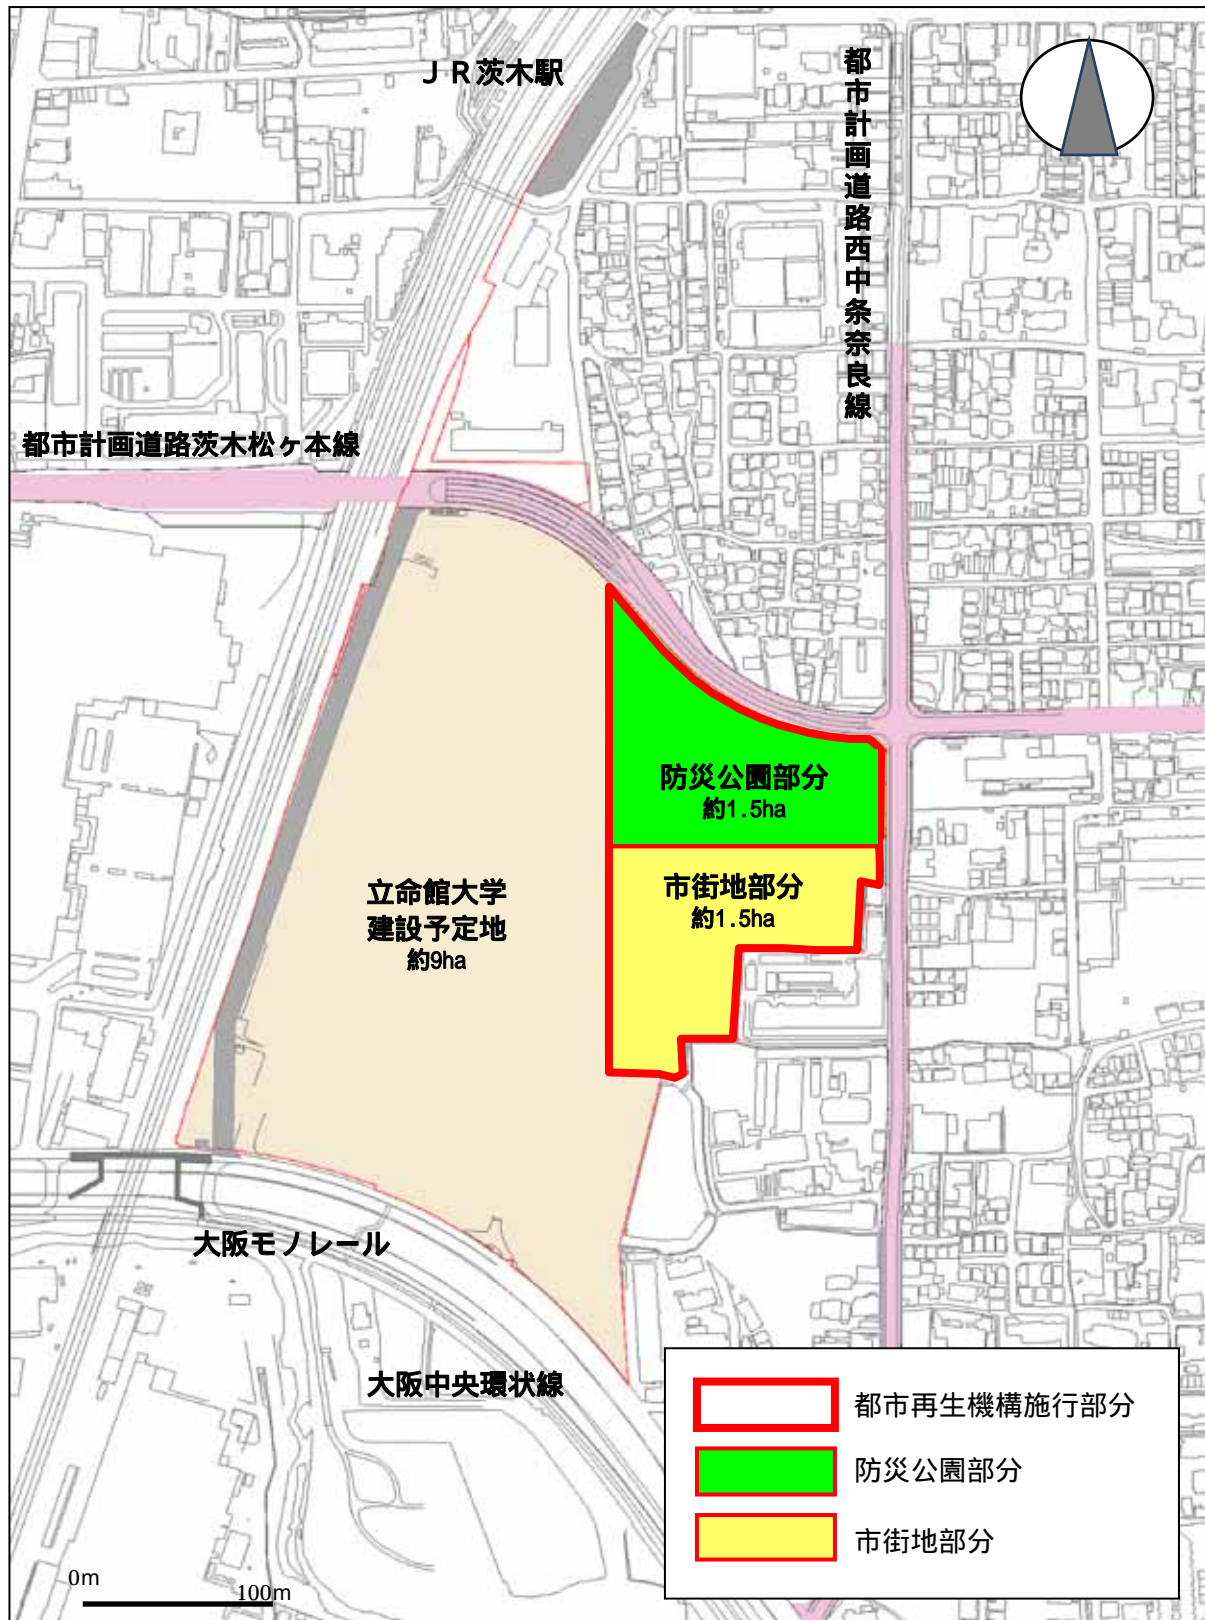 ＪＲ茨木駅
都市計画道路西中条奈良線
都市計画道路茨木松ヶ本線
防災公園部分
約1.5ha
市街地部分
約1.5ha
立命館大学
建設予定地
約9ha
大阪モノレール
大阪中央環状線
都市再生機構施行部分
防災公園部分
市街地部分
0m
100m